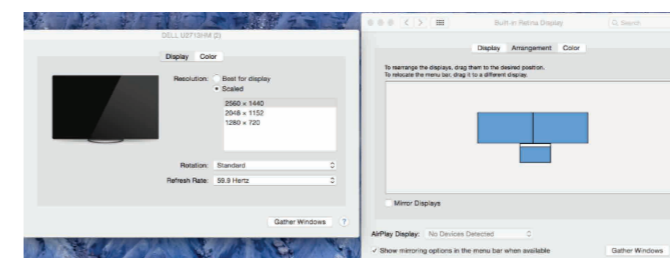 DELL U2713HM (2)
Display Color
Resolution: Best for display
Scaled
2560 × 1440
2048 × 1152
1280 × 720
Rotation: Standard
Refresh Rate: 59.9 Hertz
Gather Windows ?
Built-in Retina Display
Search
Display Arrangement Color
To rearrange the displays, drag them to the desired position.
To relocate the menu bar, drag it to a different display.
Mirror Displays
AirPlay Display: No Devices Detected
Show mirroring options in the menu bar when available
Gather Windows